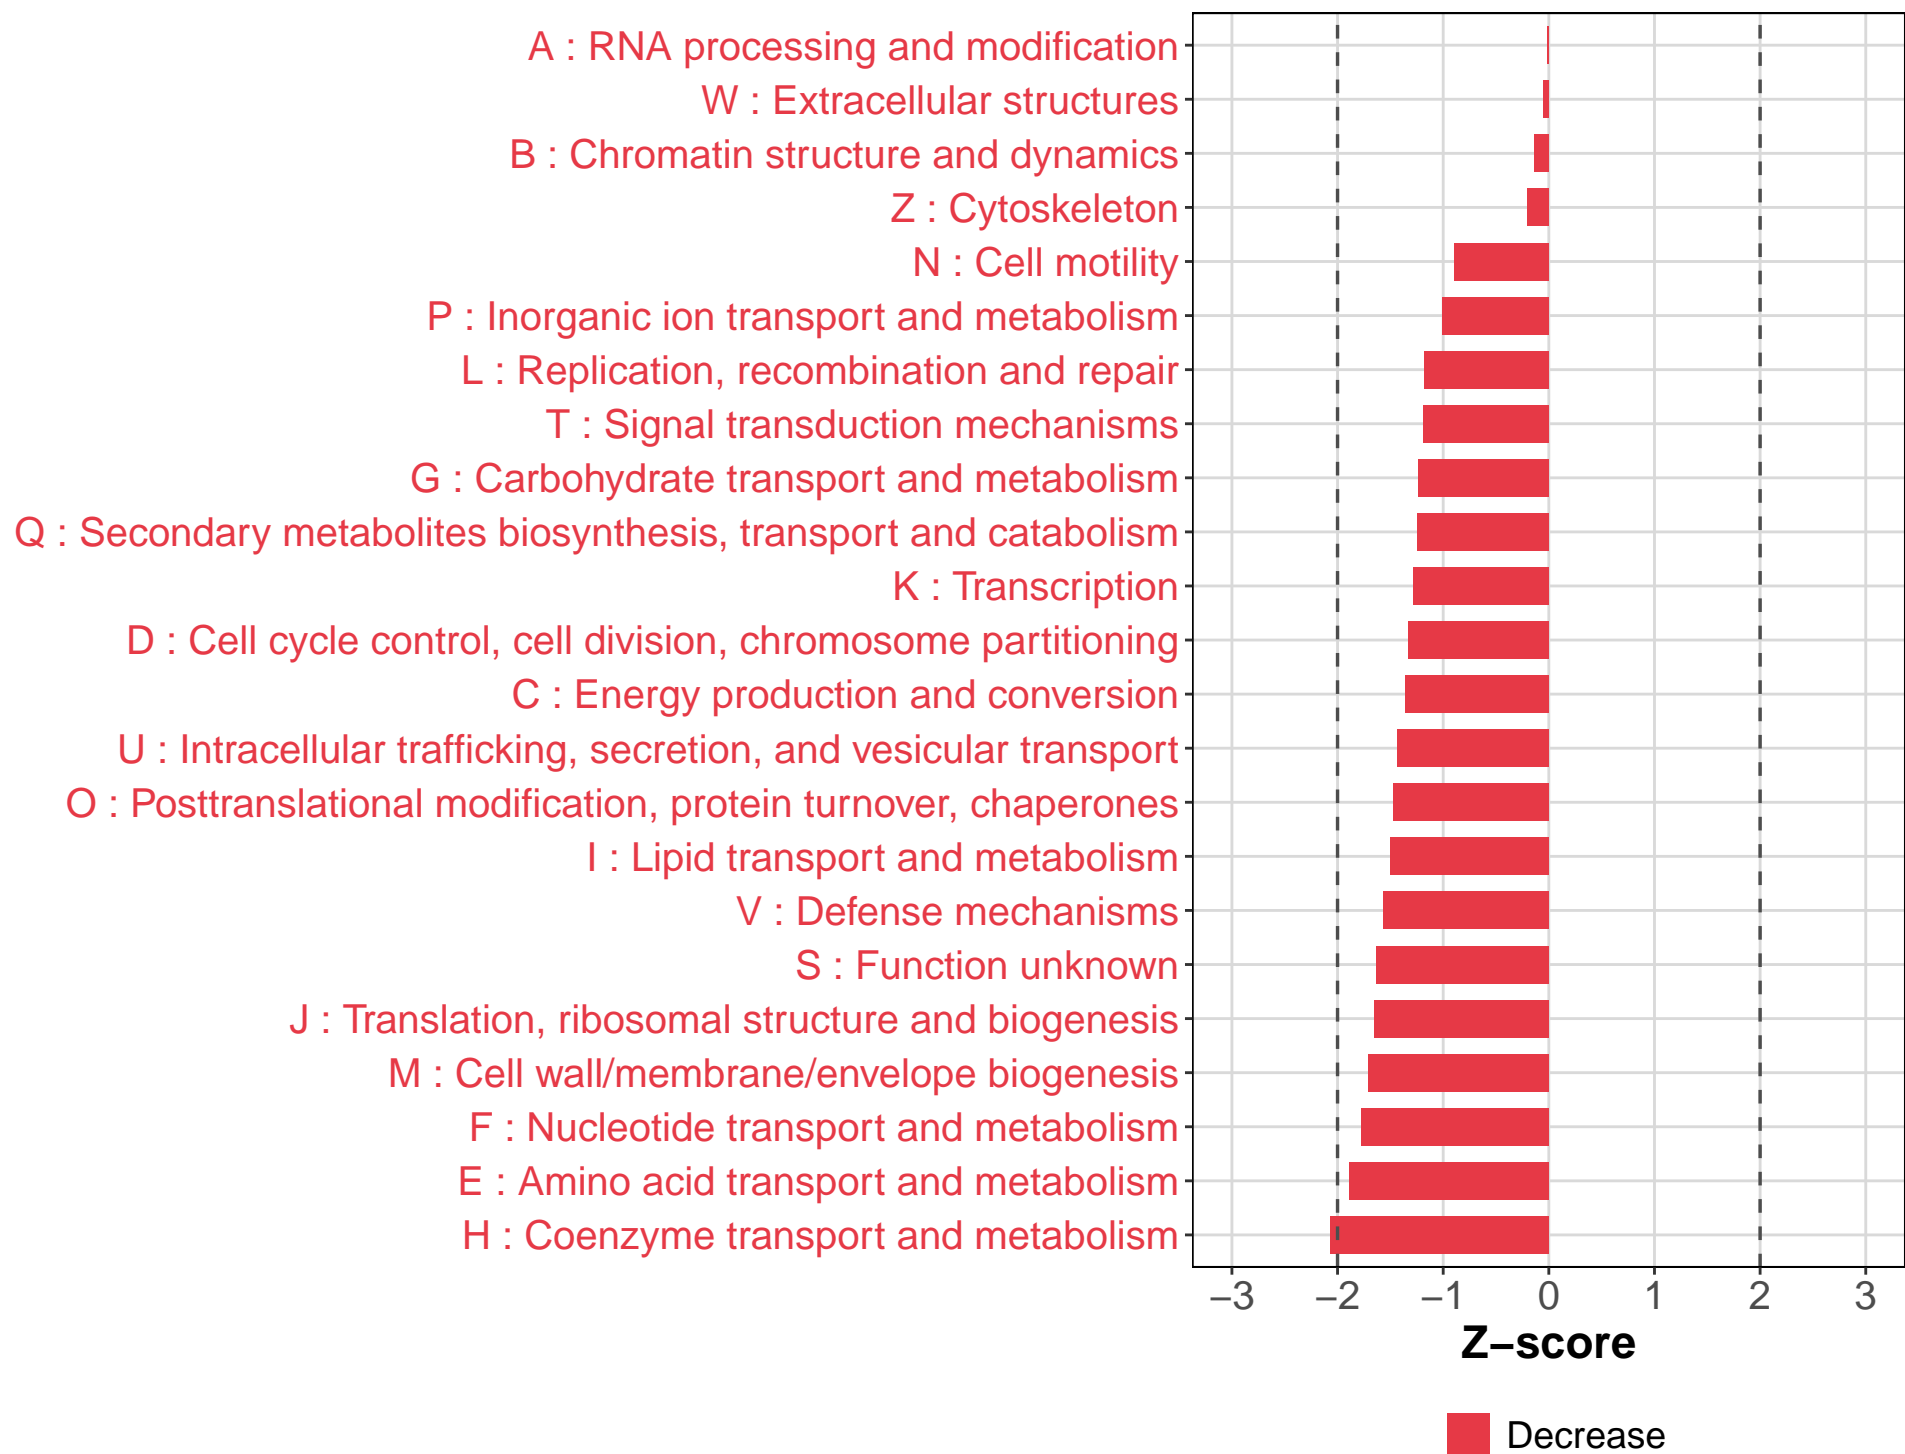 A : RNA processing and modification
W : Extracellular structures
B : Chromatin structure and dynamics
Z : Cytoskeleton
N : Cell motility
P : Inorganic ion transport and metabolism
L : Replication, recombination and repair
T : Signal transduction mechanisms
G : Carbohydrate transport and metabolism
Q : Secondary metabolites biosynthesis, transport and catabolism
K : Transcription
D : Cell cycle control, cell division, chromosome partitioning
C : Energy production and conversion
U : Intracellular trafficking, secretion, and vesicular transport
O : Posttranslational modification, protein turnover, chaperones
I : Lipid transport and metabolism
V : Defense mechanisms
S : Function unknown
J : Translation, ribosomal structure and biogenesis
M : Cell wall/membrane/envelope biogenesis
F : Nucleotide transport and metabolism
E : Amino acid transport and metabolism
H : Coenzyme transport and metabolism
−3 −2 −1 0 1 2 3
Z−score
Decrease